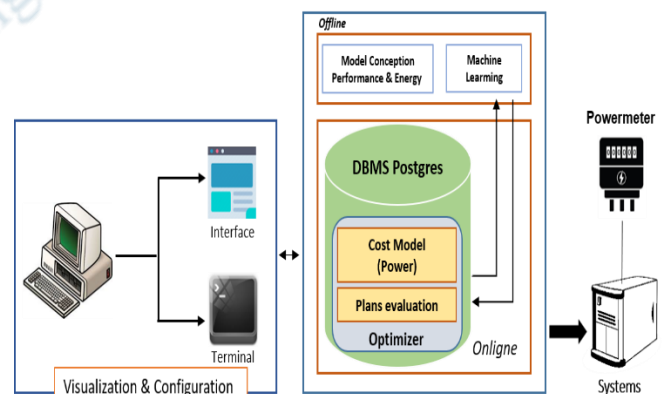 Offline
Model Conception
Performance & Energy
Machine
Learming
Powermeter
DBMS Postgres
Interface
Cost Model
(Power)
Plans evaluation
Optimizer
Terminal
Onligne
Visualization & Configuration
Systems